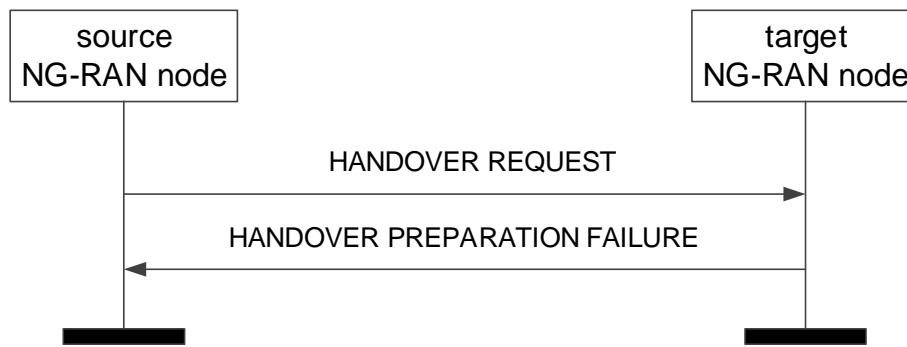 source
NG-RAN node
target
NG-RAN node
HANDOVER REQUEST
HANDOVER PREPARATION FAILURE